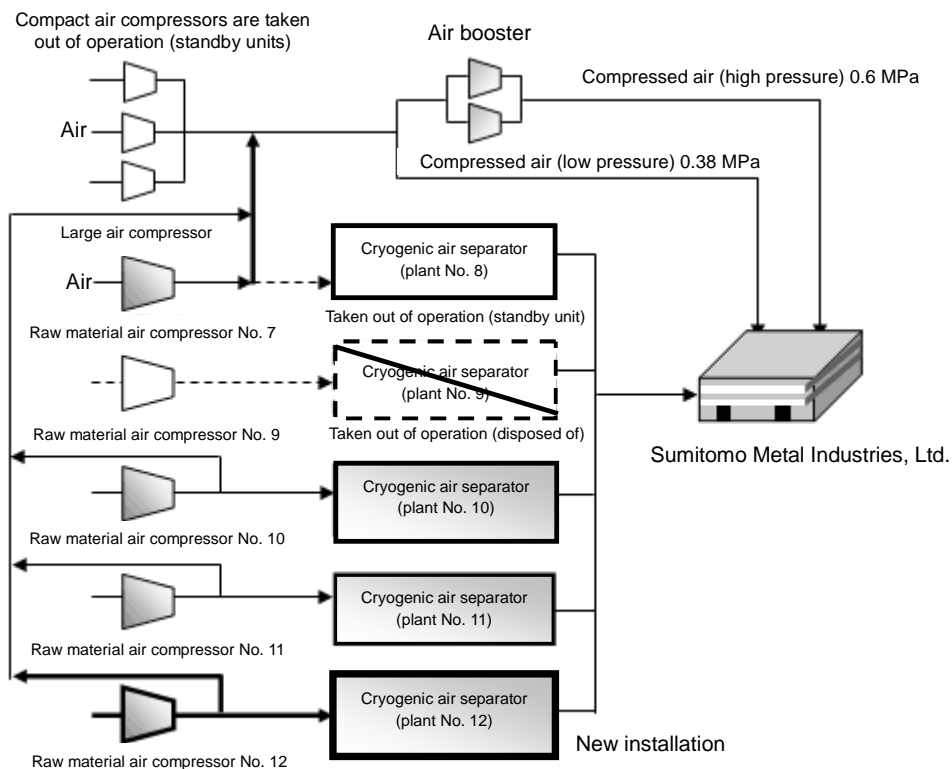 Compact air compressors are taken
out of operation (standby units)
Air booster
Compressed air (high pressure) 0.6 MPa
Air
Compressed air (low pressure) 0.38 MPa
Large air compressor
Air
Cryogenic air separator
(plant No. 8)
Raw material air compressor No. 7
Taken out of operation (standby unit)
Cryogenic air separator
(plant No. 9)
Raw material air compressor No. 9
Taken out of operation (disposed of)
Sumitomo Metal Industries, Ltd.
Cryogenic air separator
(plant No. 10)
Raw material air compressor No. 10
Cryogenic air separator
(plant No. 11)
Raw material air compressor No. 11
Cryogenic air separator
(plant No. 12)
New installation
Raw material air compressor No. 12